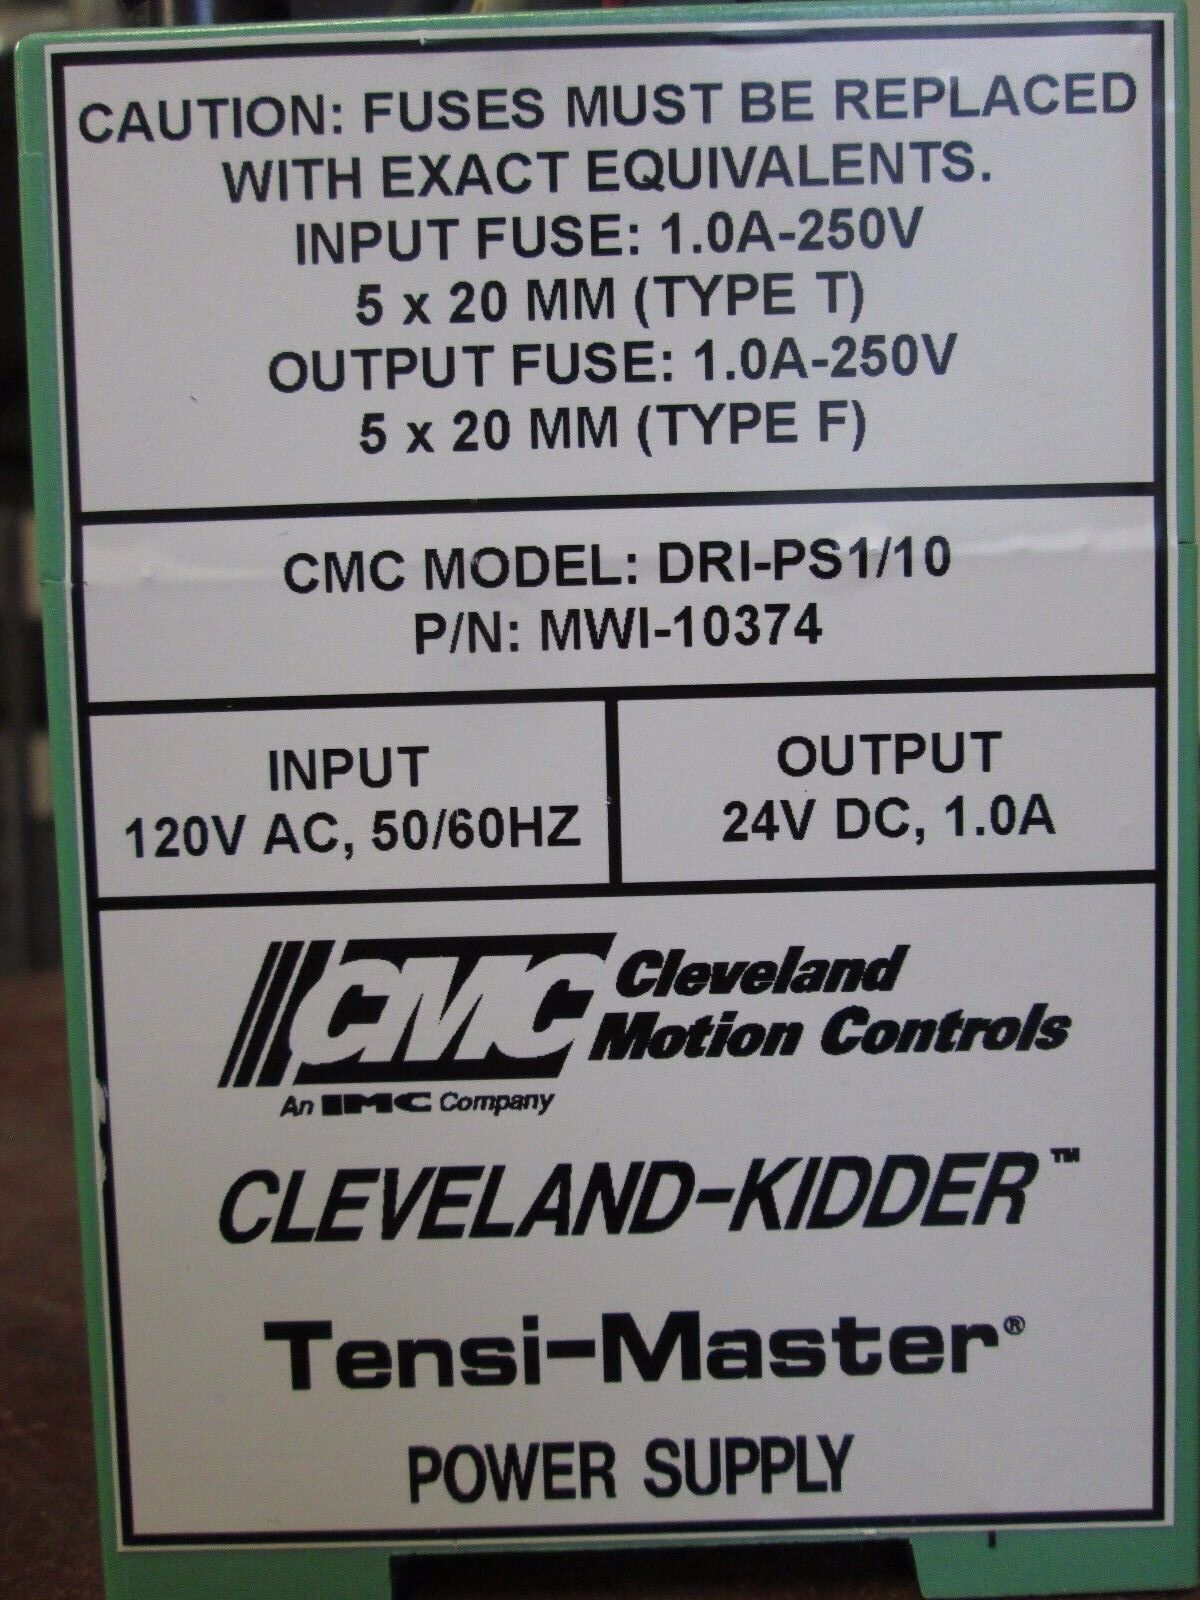 CAUTION: FUSES MUST BE REPLACED
WITH EXACT EQUIVALENTS.
INPUT FUSE: 1.0A-250V
5 x 20 MM (TYPE T)
OUTPUT FUSE: 1.0A-250V
5 x 20 MM (TYPE F)
CMC MODEL: DRI-PS1/10
P/N: MWI-10374
INPUT
120V AC, 50/60HZ
OUTPUT
24V DC, 1.0A
CMC Cleveland
Motion Controls
An IMC Company
CLEVELAND-KIDDER™
Tensi-Master®
POWER SUPPLY